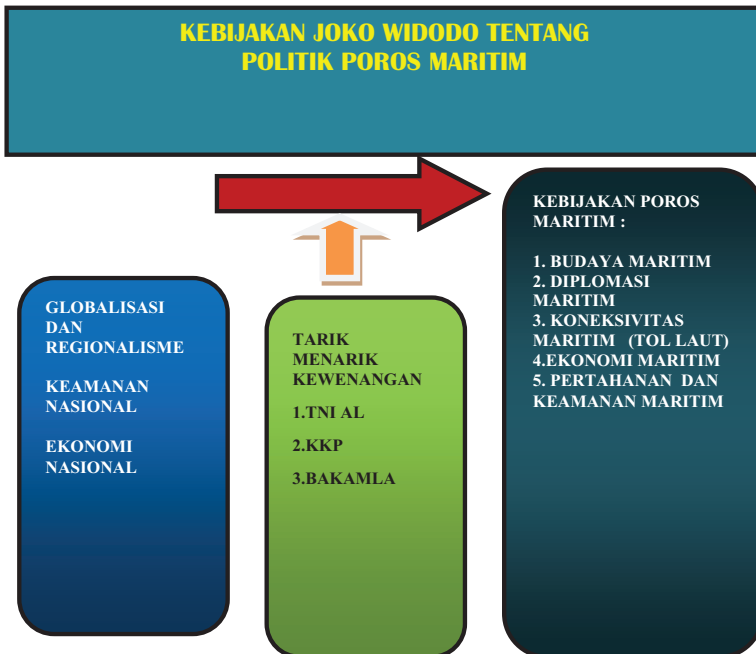 KEBIJAKAN JOKO WIDODO TENTANG
POLITIK POROS MARITIM
GLOBALISASI
DAN
REGIONALISME
KEAMANAN
NASIONAL
EKONOMI
NASIONAL
TARIK
MENARIK
KEWENANGAN
1.TNI AL
2.KKP
3.BAKAMLA
KEBIJAKAN POROS
MARITIM :
1. BUDAYA MARITIM
2. DIPLOMASI
MARITIM
3. KONEKSIVITAS
MARITIM (TOL LAUT)
4.EKONOMI MARITIM
5. PERTAHANAN DAN
KEAMANAN MARITIM